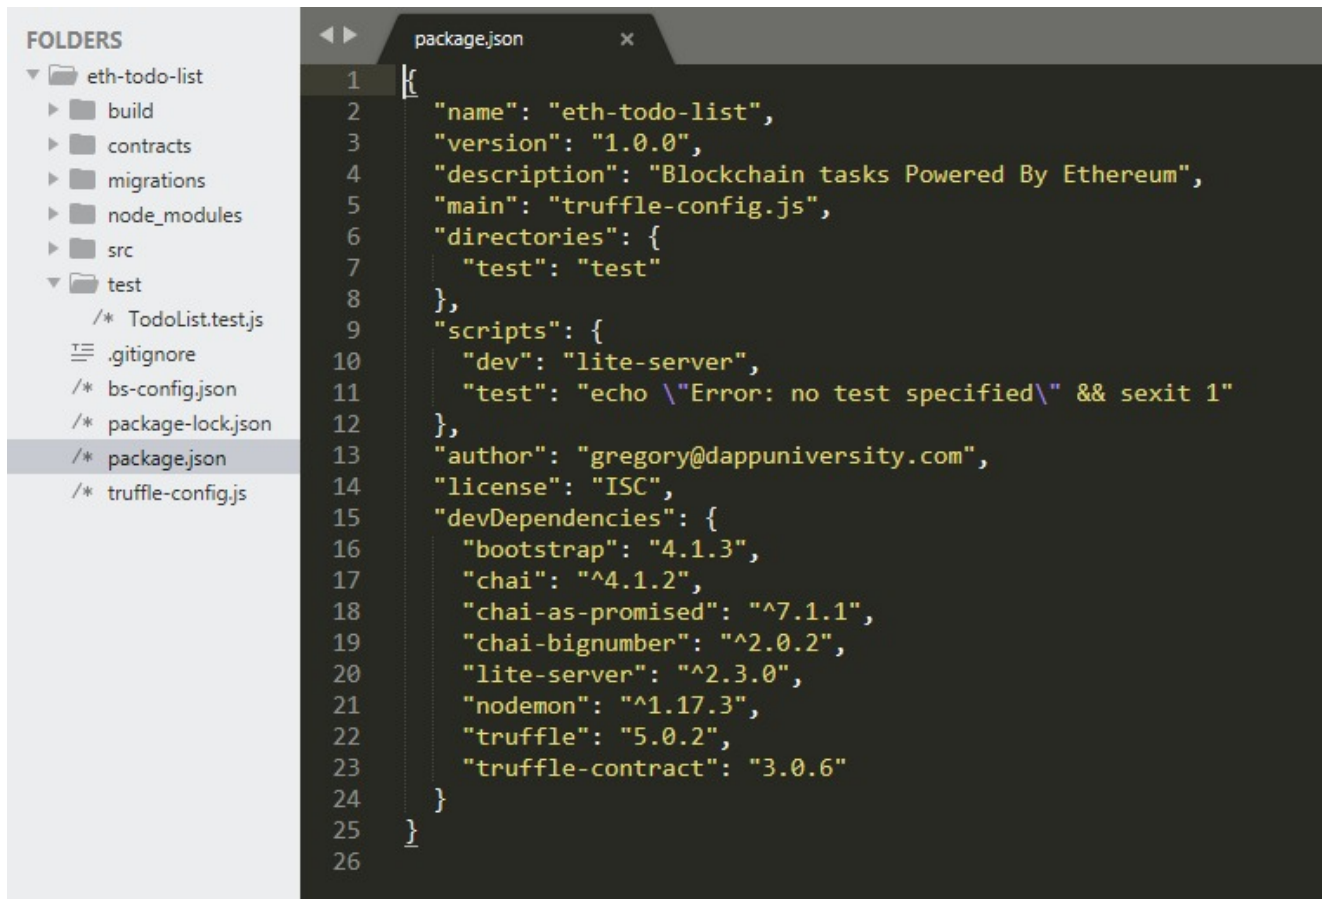 FOLDERS
eth-todo-list
build
contracts
migrations
node_modules
src
test
/* TodoList.test.js
.gitignore
/* bs-config.json
/* package-lock.json
/* package.json
/* truffle-config.js
package.json ×
1 {
2 "name": "eth-todo-list",
3 "version": "1.0.0",
4 "description": "Blockchain tasks Powered By Ethereum",
5 "main": "truffle-config.js",
6 "directories": {
7 "test": "test"
8 },
9 "scripts": {
10 "dev": "lite-server",
11 "test": "echo \"Error: no test specified\" && sexit 1"
12 },
13 "author": "gregory@dappuniversity.com",
14 "license": "ISC",
15 "devDependencies": {
16 "bootstrap": "4.1.3",
17 "chai": "^4.1.2",
18 "chai-as-promised": "^7.1.1",
19 "chai-bignumber": "^2.0.2",
20 "lite-server": "^2.3.0",
21 "nodemon": "^1.17.3",
22 "truffle": "5.0.2",
23 "truffle-contract": "3.0.6"
24 }
25 }
26